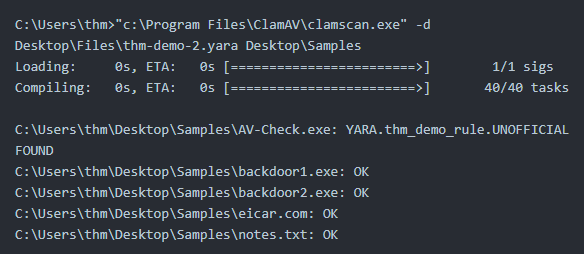 C:\Users\thm>"c:\Program Files\ClamAV\clamscan.exe" -d
Desktop\Files\thm-demo-2.yara Desktop\Samples
Loading:     0s, ETA:   0s [========================>]        1/1 sigs
Compiling:   0s, ETA:   0s [========================>]       40/40 tasks

C:\Users\thm\Desktop\Samples\AV-Check.exe: YARA.thm_demo_rule.UNOFFICIAL
FOUND
C:\Users\thm\Desktop\Samples\backdoor1.exe: OK
C:\Users\thm\Desktop\Samples\backdoor2.exe: OK
C:\Users\thm\Desktop\Samples\eicar.com: OK
C:\Users\thm\Desktop\Samples\notes.txt: OK